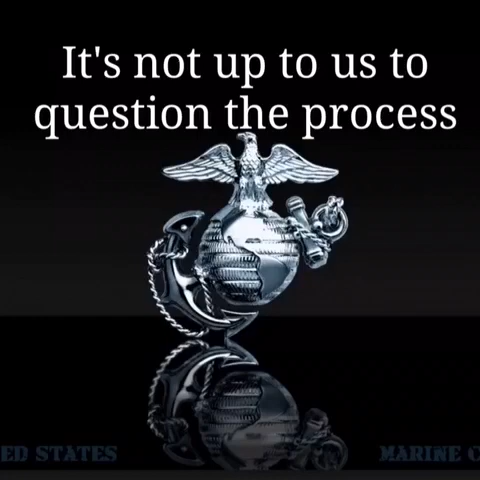 It's not up to us to
question the process
ED STATES MARINE C